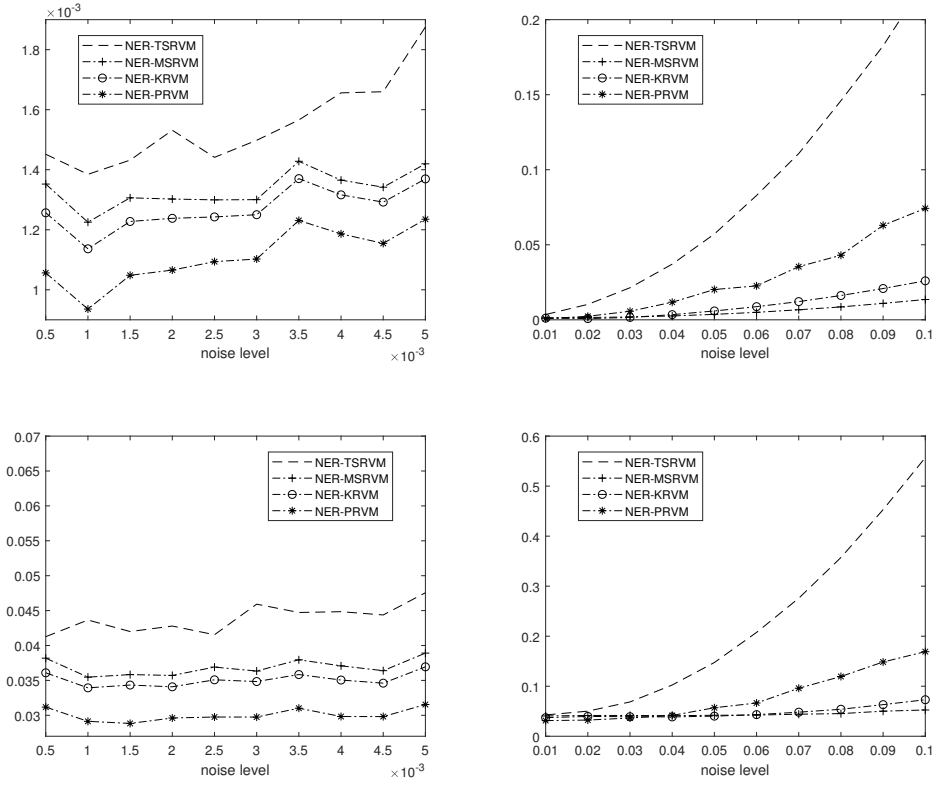 ×10⁻³
1.8
1.6
1.4
1.2
1
NER-TSRVM
NER-MSRVM
NER-KRVM
NER-PRVM
0.5 1 1.5 2 2.5 3 3.5 4 4.5 5
noise level
×10⁻³
0.2
0.15
0.1
0.05
0
NER-TSRVM
NER-MSRVM
NER-KRVM
NER-PRVM
0.01 0.02 0.03 0.04 0.05 0.06 0.07 0.08 0.09 0.1
noise level
0.07
0.065
0.06
0.055
0.05
0.045
0.04
0.035
0.03
NER-TSRVM
NER-MSRVM
NER-KRVM
NER-PRVM
0.5 1 1.5 2 2.5 3 3.5 4 4.5 5
noise level
×10⁻³
0.6
0.5
0.4
0.3
0.2
0.1
0
NER-TSRVM
NER-MSRVM
NER-KRVM
NER-PRVM
0.01 0.02 0.03 0.04 0.05 0.06 0.07 0.08 0.09 0.1
noise level